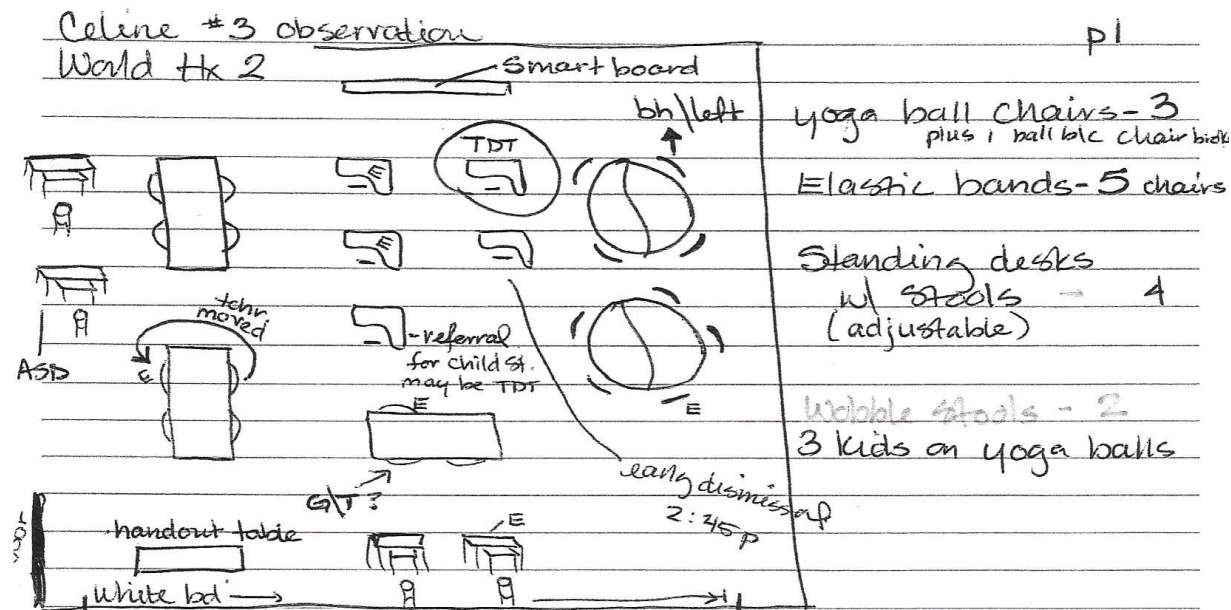 Celine #3 observation
p1
World Hx 2
Smart board
bh/left
yoga ball chairs - 3
plus 1 ball b/c chair broke
TDT
E
Elastic bands - 5 chairs
E
Standing desks
w/ stools - 4
(adjustable)
tchr
moved
E
ASD
-referral
for child st.
may be TDT
E
E
Wobble stools - 2
3 kids on yoga balls
early dismissal
2:45p
G/T?
E
handout table
White bd →